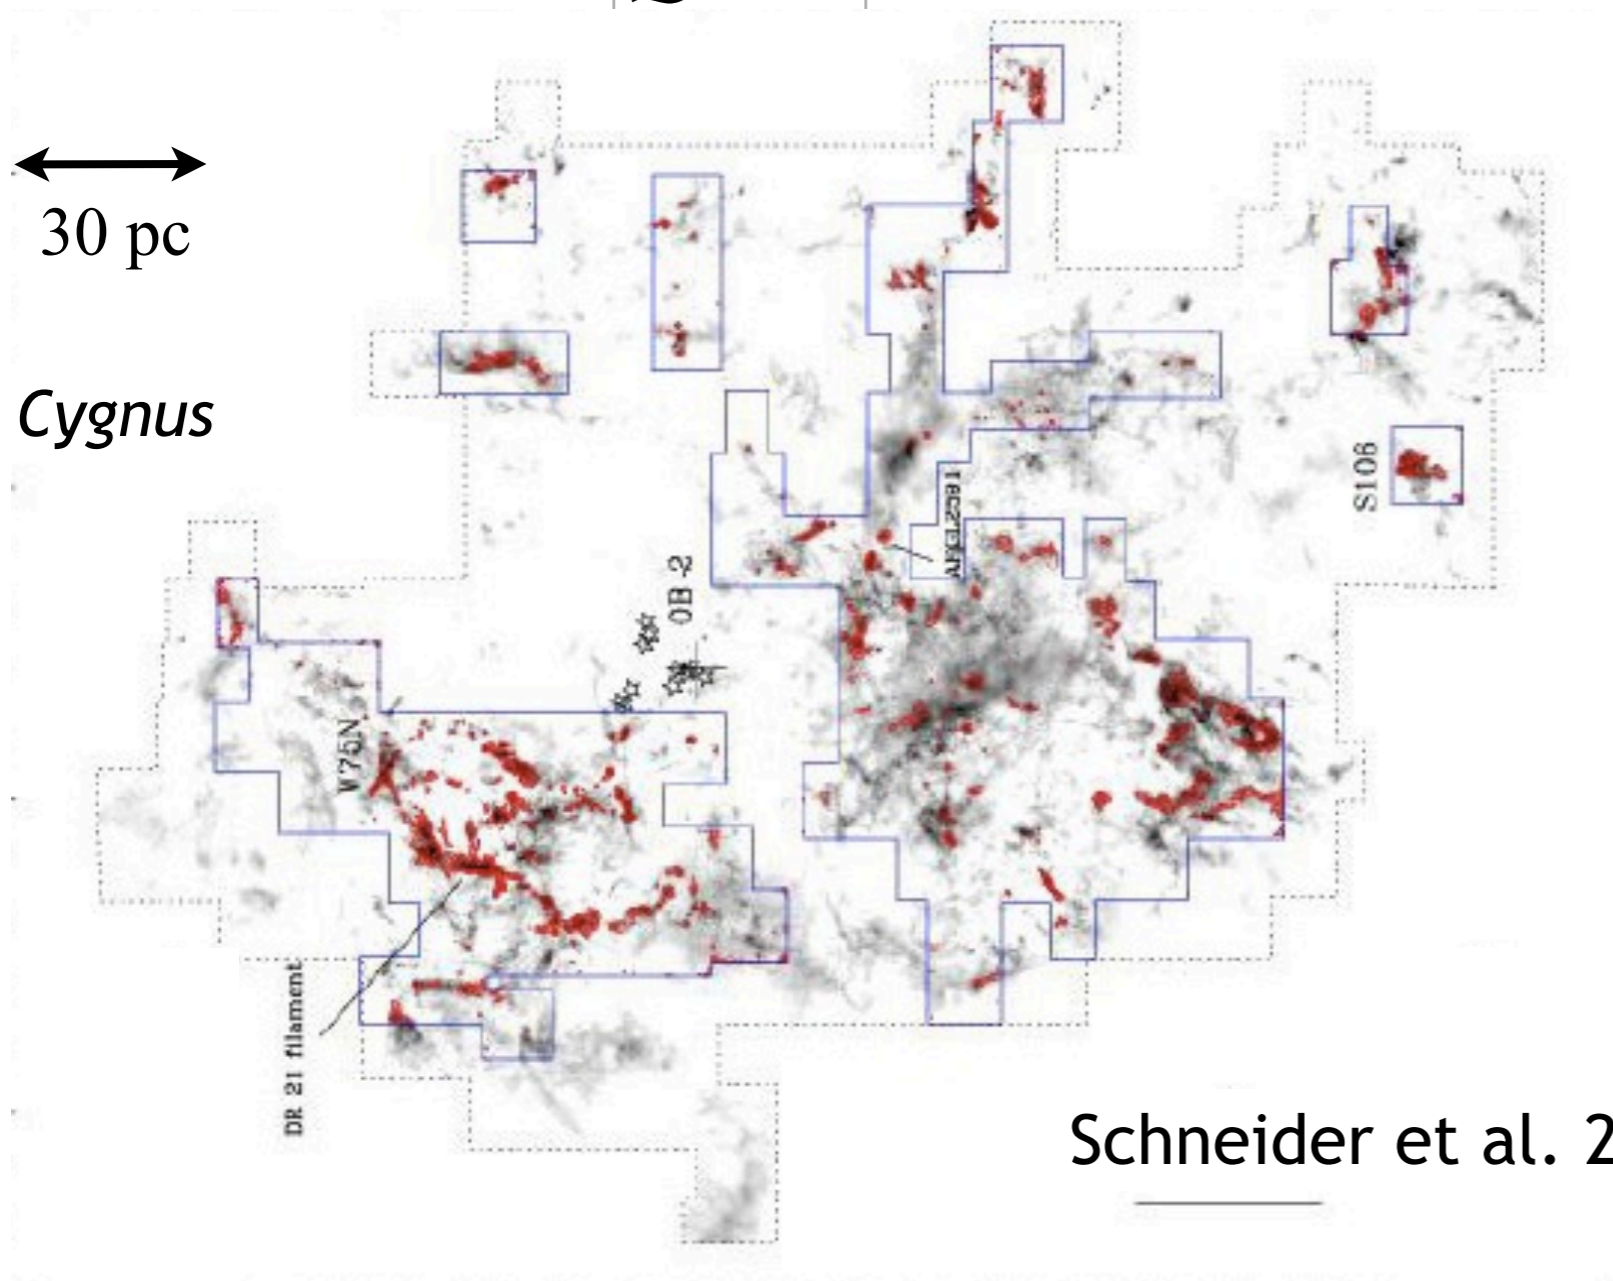 30 pc
Cygnus
S106
OB-2
W75N
DR 21 filament
Schneider et al. 2